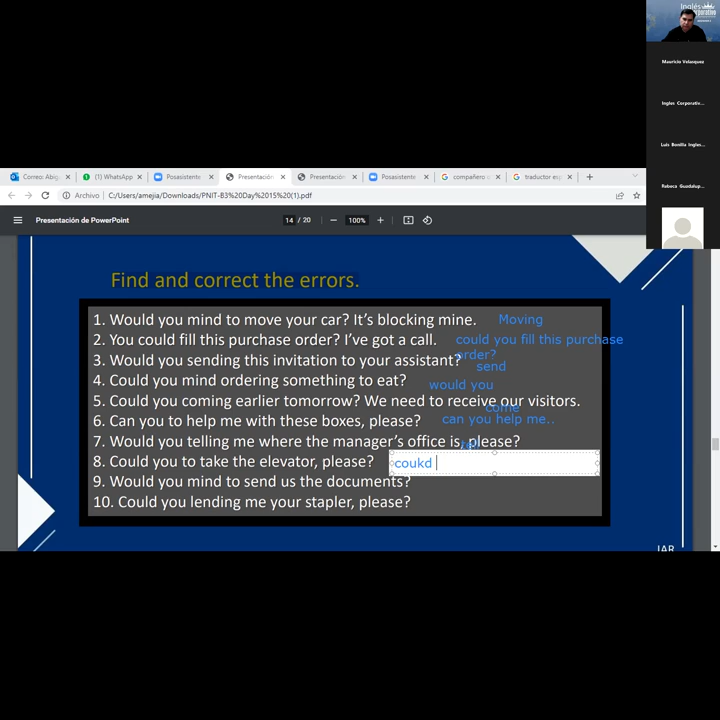 Inglés
Corporativo
Mauricio Velasquez
Ingles Corporativ...
Luis Bonilla Ingles...
Rebeca Guadalup...
Correo: Abig
(1) WhatsApp
Posasistente
Presentación
Presentación
Posasistente
compañero e
traductor esp
Archivo | C:/Users/amejia/Downloads/PNIT-B3%20Day%2015%20(1).pdf
Presentación de PowerPoint
14 / 20
100%
Find and correct the errors.
1. Would you mind to move your car? It's blocking mine. Moving
2. You could fill this purchase order? I've got a call. could you fill this purchase
order?
3. Would you sending this invitation to your assistant? send
4. Could you mind ordering something to eat? would you
5. Could you coming earlier tomorrow? We need to receive our visitors.
come
6. Can you to help me with these boxes, please? can you help me..
7. Would you telling me where the manager's office is, please?
8. Could you to take the elevator, please? coukd
9. Would you mind to send us the documents?
10. Could you lending me your stapler, please?